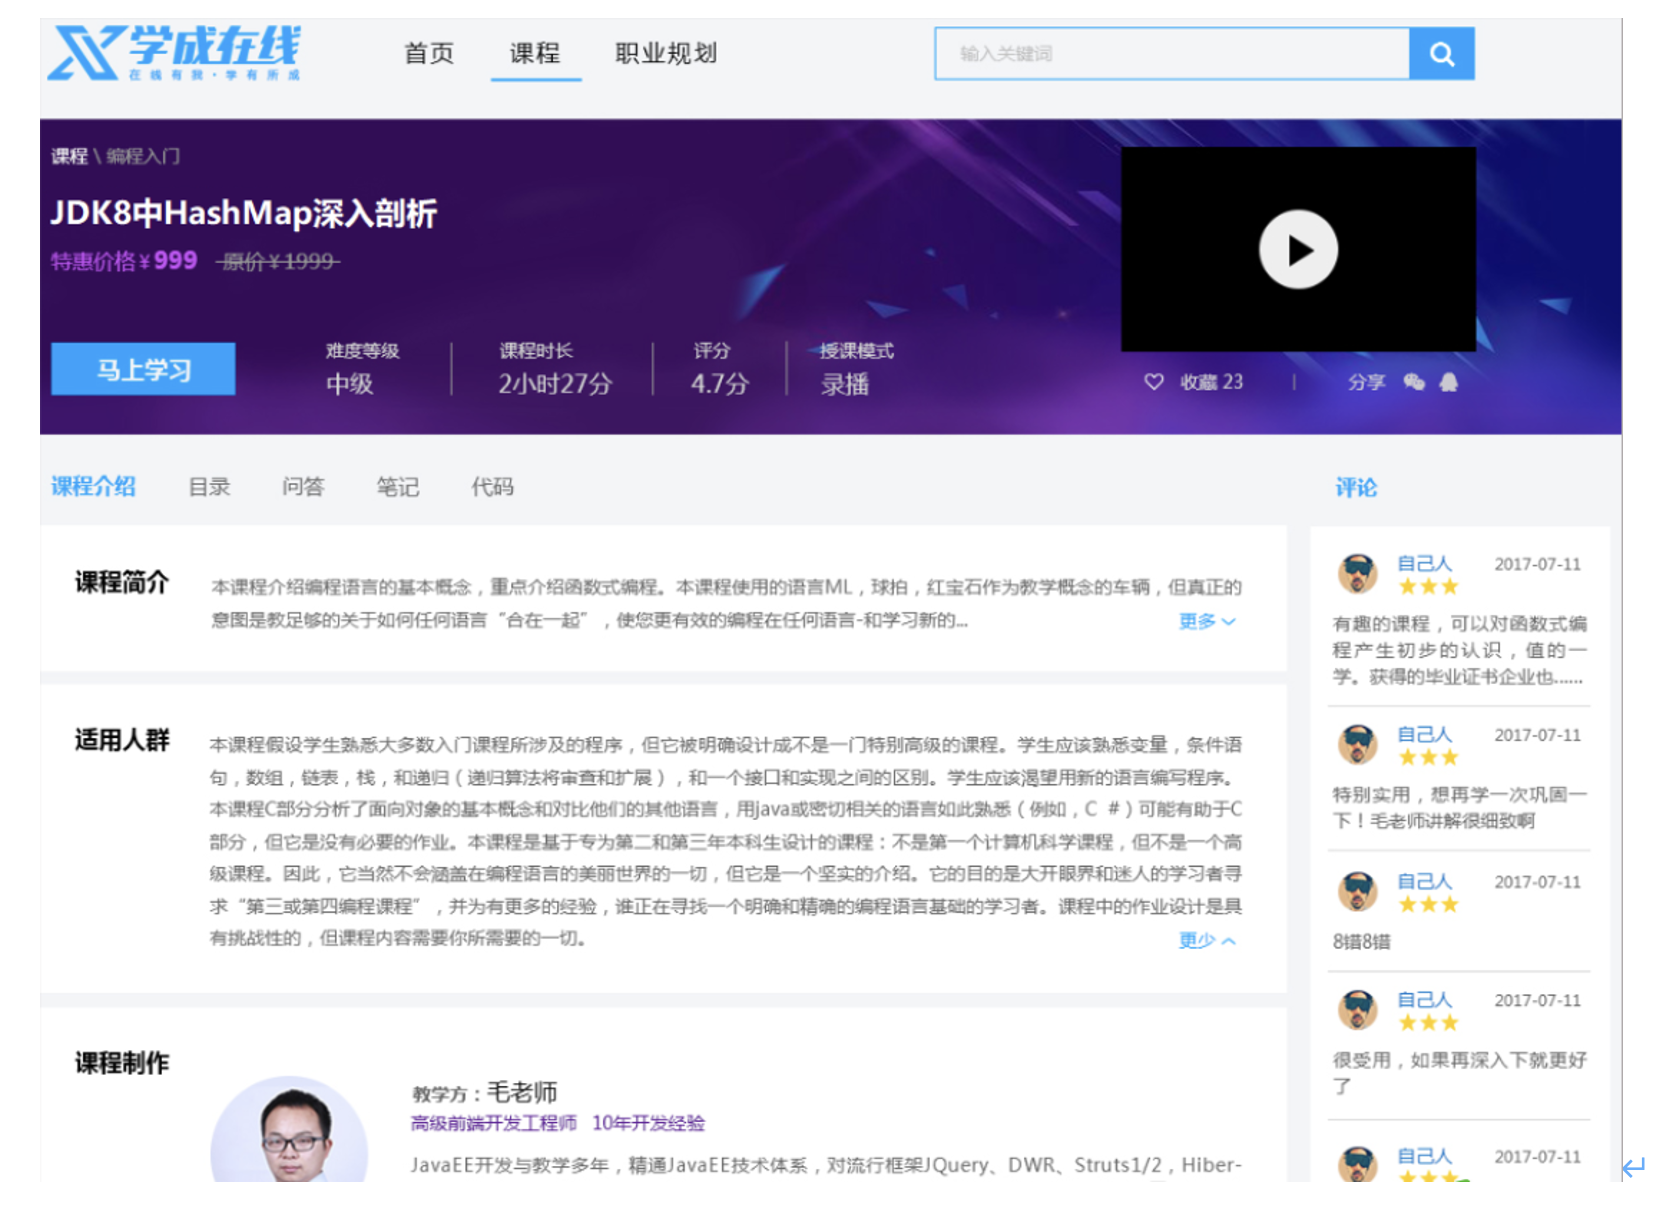 学成在线
在线有我·学有所成
首页 课程 职业规划
输入关键词
课程 \ 编程入门
JDK8中HashMap深入剖析
特惠价格¥999 原价¥1999
马上学习
难度等级 课程时长 评分 授课模式
中级 2小时27分 4.7分 录播
收藏 23 | 分享
课程介绍 目录 问答 笔记 代码
课程简介
本课程介绍编程语言的基本概念，重点介绍函数式编程。本课程使用的语言ML，球拍，红宝石作为教学概念的车辆，但真正的
意图是教足够的关于如何任何语言“合在一起”，使您更有效的编程在任何语言-和学习新的...
更多
适用人群
本课程假设学生熟悉大多数入门课程所涉及的程序，但它被明确设计成不是一门特别高级的课程。学生应该熟悉变量，条件语
句，数组，链表，栈，和递归（递归算法将审查和扩展），和一个接口和实现之间的区别。学生应该渴望用新的语言编写程序。
本课程C部分分析了面向对象的基本概念和对比他们的其他语言，用java或密切相关的语言如此熟悉（例如，C #）可能有助于C
部分，但它是没有必要的作业。本课程是基于专为第二和第三年本科生设计的课程：不是第一个计算机科学课程，但不是一个高
级课程。因此，它当然不会涵盖在编程语言的美丽世界的一切，但它是一个坚实的介绍。它的目的是大开眼界和迷人的学习者寻
求“第三或第四编程课程”，并为有更多的经验，谁正在寻找一个明确和精确的编程语言基础的学习者。课程中的作业设计是具
有挑战性的，但课程内容需要你所需要的一切。
更少
课程制作
教学方：毛老师
高级前端开发工程师 10年开发经验
JavaEE开发与教学多年，精通JavaEE技术体系，对流行框架JQuery、DWR、Struts1/2，Hiber-
评论
自己人 2017-07-11
有趣的课程，可以对函数式编
程产生初步的认识，值的一
学。获得的毕业证书企业也......
自己人 2017-07-11
特别实用，想再学一次巩固一
下！毛老师讲解很细致啊
自己人 2017-07-11
8错8错
自己人 2017-07-11
很受用，如果再深入下就更好
了
自己人 2017-07-11